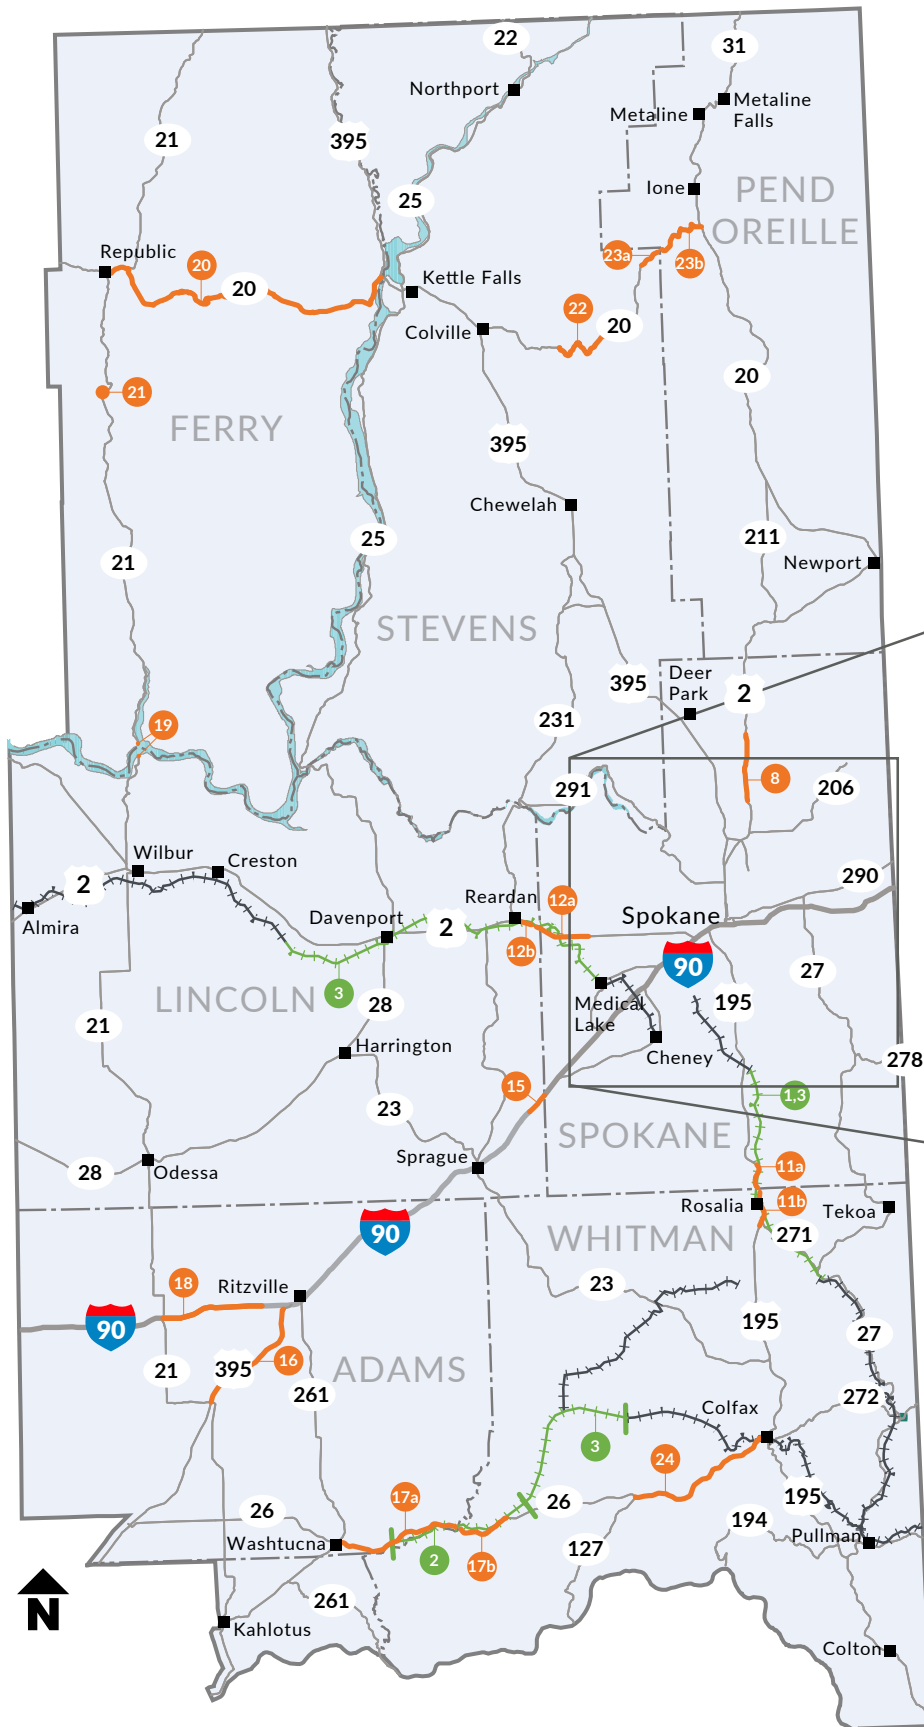 22
31
Northport
Metaline
Metaline
Falls
21
395
Ione
PEND
OREILLE
25
Republic
23a
23b
20
20
Kettle Falls
22
20
Colville
20
21
FERRY
395
Chewelah
25
211
21
Newport
STEVENS
Deer
Park
395
2
19
231
8
291
206
Wilbur
Creston
2
290
Reardan
12a
Almira
Davenport
2
Spokane
12b
90
27
3
LINCOLN
28
Medical
Lake
195
21
Harrington
Cheney
278
15
1,3
23
SPOKANE
28
Odessa
Sprague
11a
Rosalia
11b
Tekoa
90
WHITMAN
271
18
Ritzville
23
90
195
27
21
395
16
ADAMS
261
272
Colfax
3
24
17a
26
26
195
194
Washtucna
2
17b
127
Pullman
N
261
Kahlotus
Colton